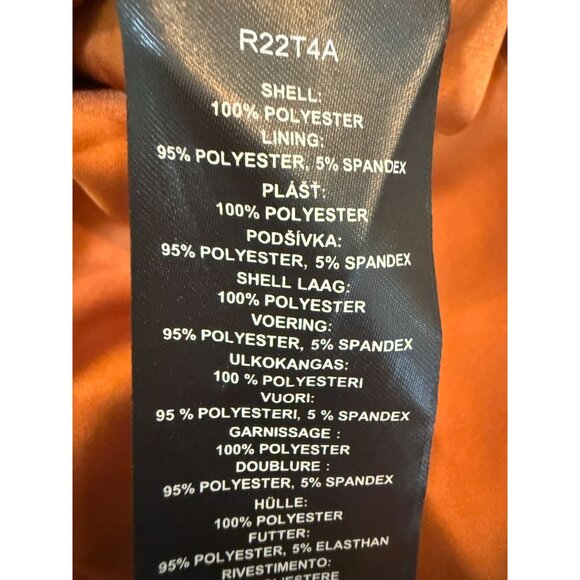 R22T4A
SHELL:
100% POLYESTER
LINING:
95% POLYESTER, 5% SPANDEX
PLÁŠŤ:
100% POLYESTER
PODŠÍVKA:
95% POLYESTER, 5% SPANDEX
SHELL LAAG:
100% POLYESTER
VOERING:
95% POLYESTER, 5% SPANDEX
ULKOKANGAS:
100 % POLYESTERI
VUORI:
95 % POLYESTERI, 5 % SPANDEX
GARNISSAGE :
100% POLYESTER
DOUBLURE :
95% POLYESTER, 5% SPANDEX
HÜLLE:
100% POLYESTER
FUTTER:
95% POLYESTER, 5% ELASTHAN
RIVESTIMENTO: